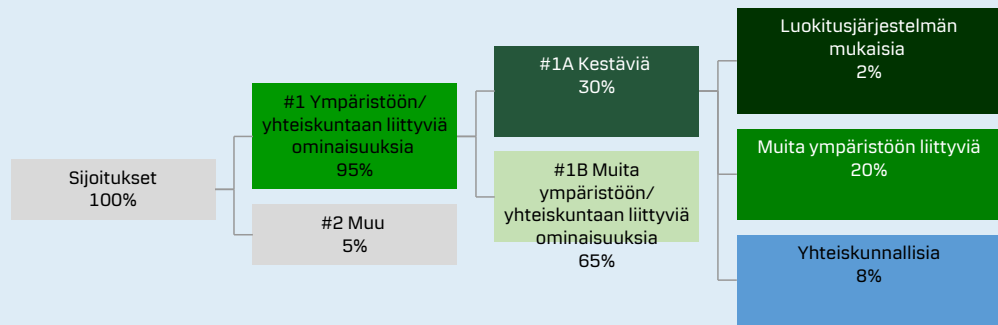 Sijoitukset
100%
#1 Ympäristöön/
yhteiskuntaan liittyviä
ominaisuuksia
95%
#2 Muu
5%
#1A Kestäviä
30%
#1B Muita
ympäristöön/
yhteiskuntaan liittyviä
ominaisuuksia
65%
Luokitusjärjestelmän
mukaisia
2%
Muita ympäristöön liittyviä
20%
Yhteiskunnallisia
8%